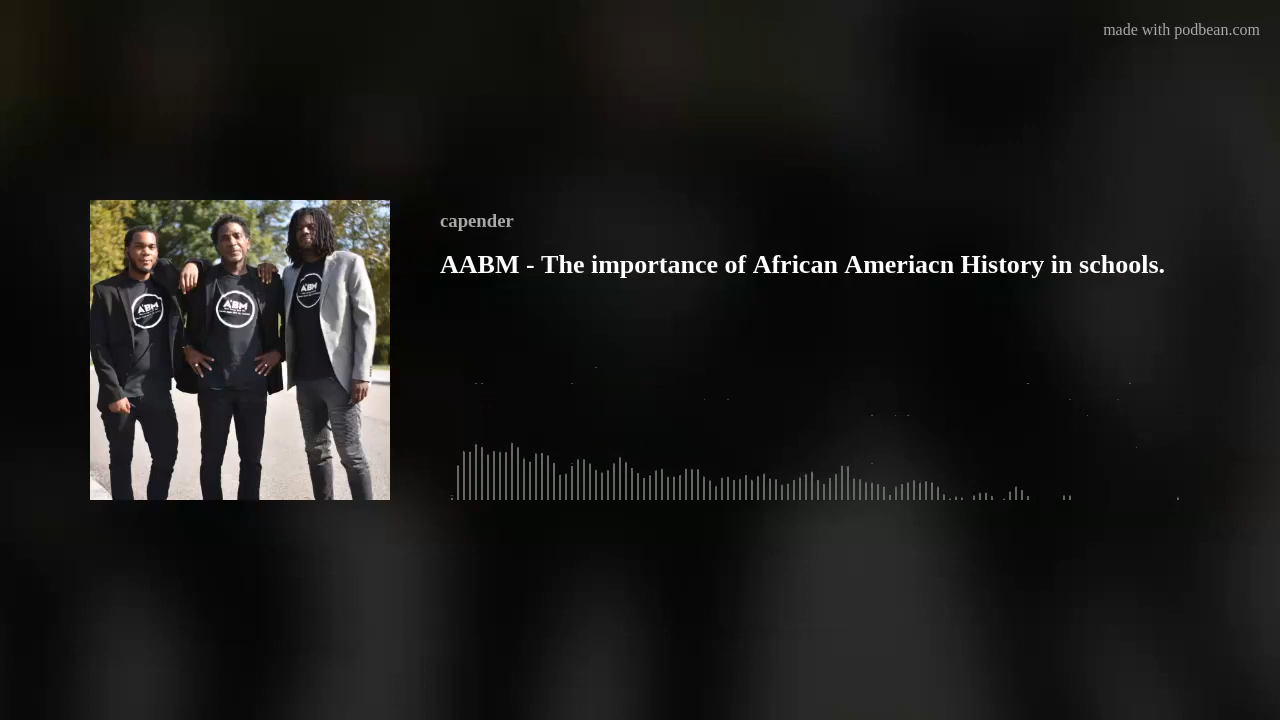 made with podbean.com
capender
AABM - The importance of African Ameriacn History in schools.
ABM
ABM
ABM